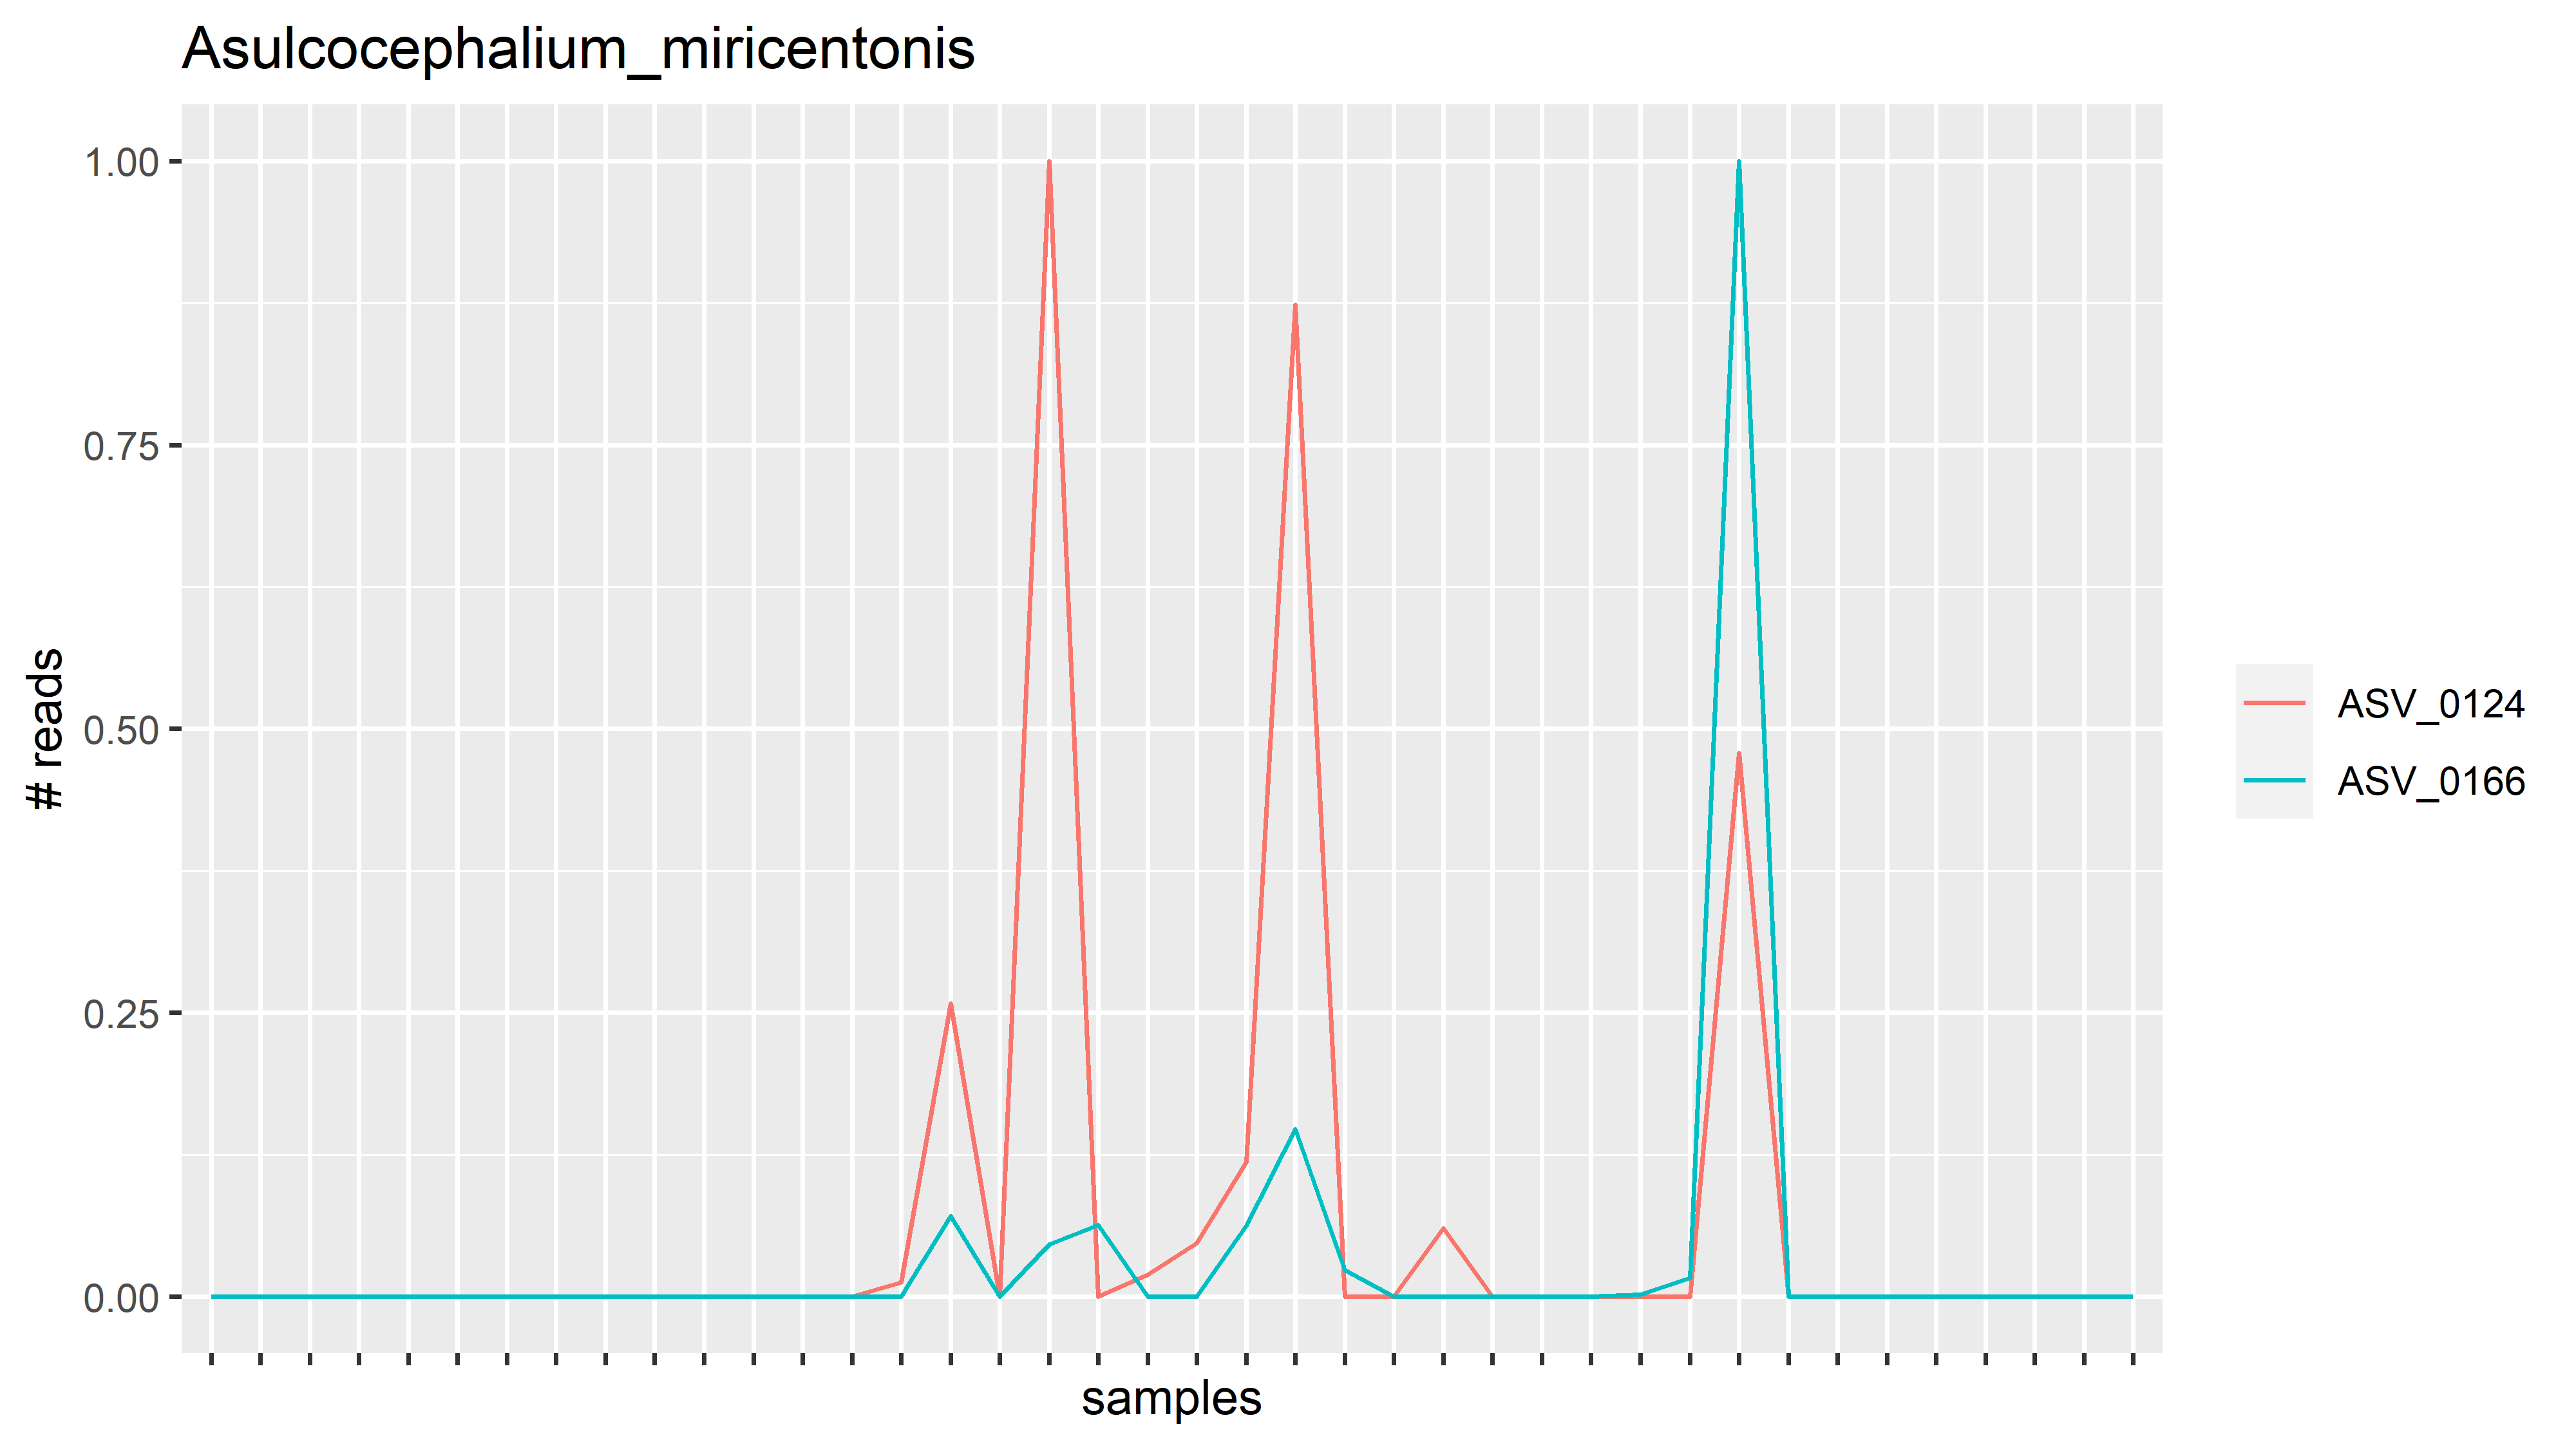 Asulcocephalium_miricentonis
1.00
0.75
0.50
0.25
0.00
# reads
samples
ASV_0124
ASV_0166